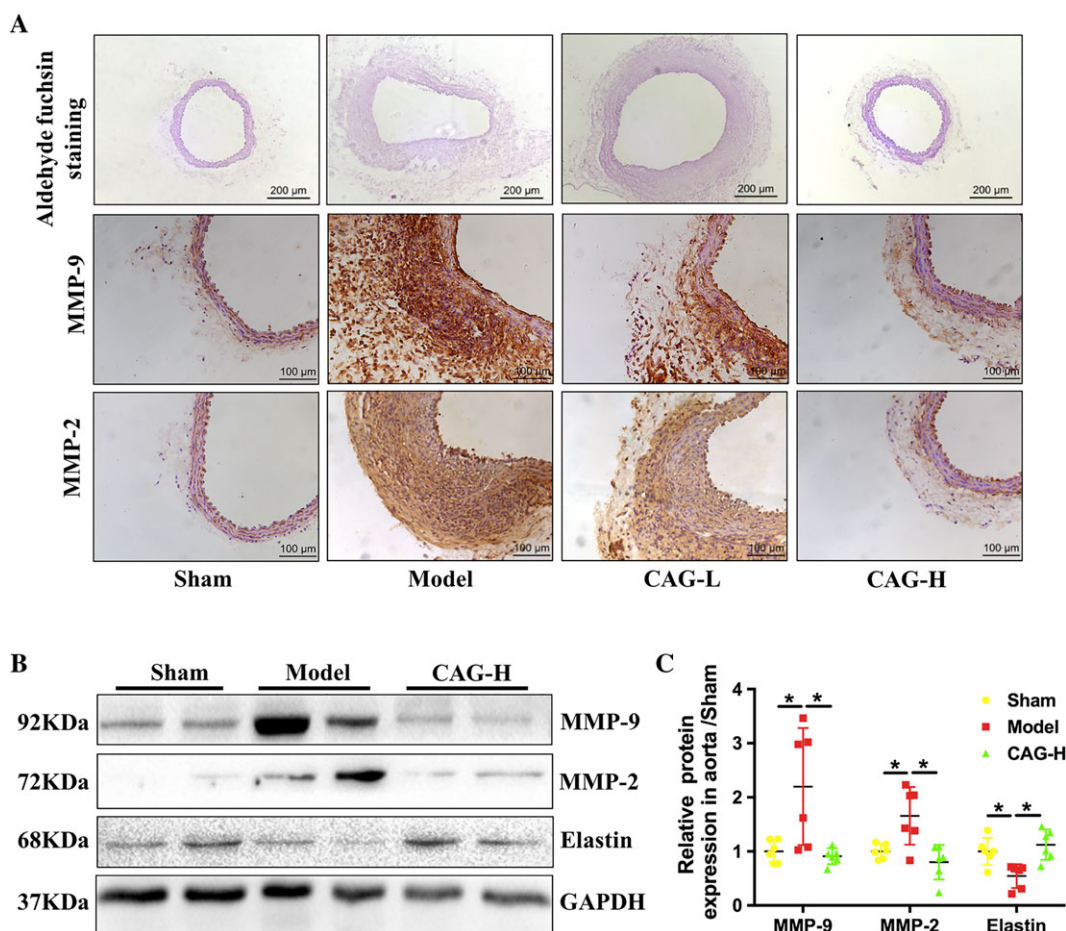 A
Aldehyde fuchsin
staining
200 μm
200 μm
200 μm
200 μm
MMP-9
100 μm
100 μm
100 μm
100 μm
MMP-2
100 μm
100 μm
100 μm
100 μm
Sham
Model
CAG-L
CAG-H
B
Sham
Model
CAG-H
92KDa
MMP-9
72KDa
MMP-2
68KDa
Elastin
37KDa
GAPDH
C
Relative protein
expression in aorta /Sham
4
3
2
1
0
* *
* *
* *
Sham
Model
CAG-H
MMP-9
MMP-2
Elastin